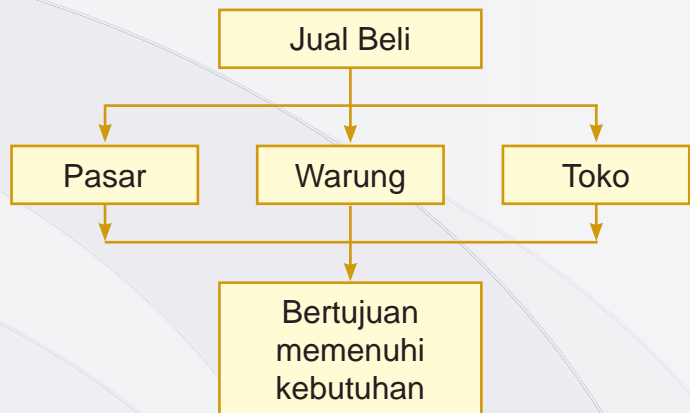 Jual Beli
Pasar
Warung
Toko
Bertujuan
memenuhi
kebutuhan